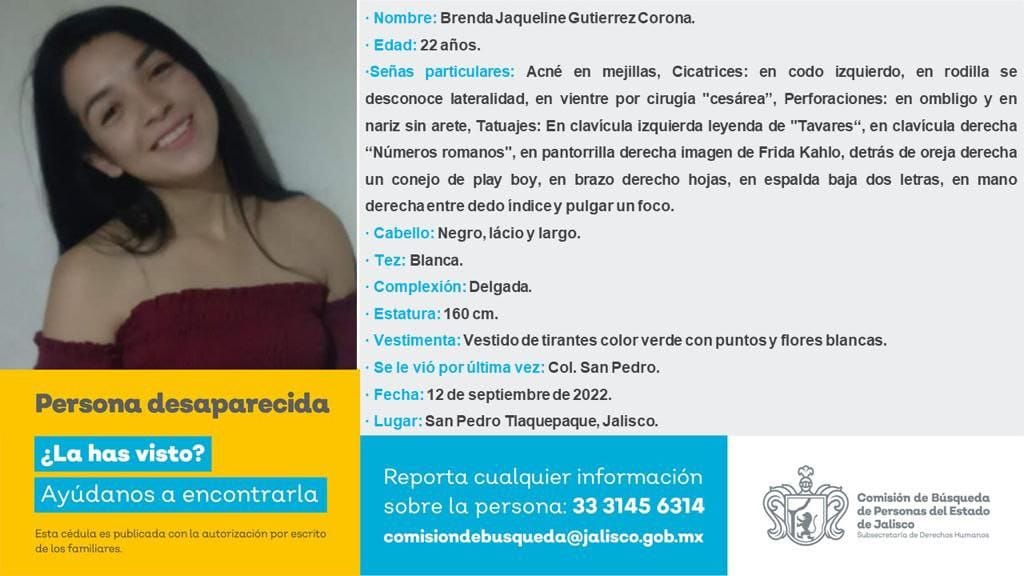 · Nombre: Brenda Jaqueline Gutierrez Corona.
· Edad: 22 años.
·Señas particulares: Acné en mejillas, Cicatrices: en codo izquierdo, en rodilla se
desconoce lateralidad, en vientre por cirugía "cesárea”, Perforaciones: en ombligo y en
nariz sin arete, Tatuajes: En clavícula izquierda leyenda de "Tavares“, en clavícula derecha
“Números romanos", en pantorrilla derecha imagen de Frida Kahlo, detrás de oreja derecha
un conejo de play boy, en brazo derecho hojas, en espalda baja dos letras, en mano
derecha entre dedo índice y pulgar un foco.
· Cabello: Negro, lácio y largo.
· Tez: Blanca.
· Complexión: Delgada.
· Estatura: 160 cm.
· Vestimenta: Vestido de tirantes color verde con puntos y flores blancas.
· Se le vió por última vez: Col. San Pedro.
· Fecha: 12 de septiembre de 2022.
· Lugar: San Pedro Tlaquepaque, Jalisco.
Persona desaparecida
¿La has visto?
Ayúdanos a encontrarla
Esta cédula es publicada con la autorización por escrito
de los familiares.
Reporta cualquier información
sobre la persona: 33 3145 6314
comisiondebusqueda@jalisco.gob.mx
Comisión de Búsqueda
de Personas del Estado
de Jalisco
Subsecretaría de Derechos Humanos